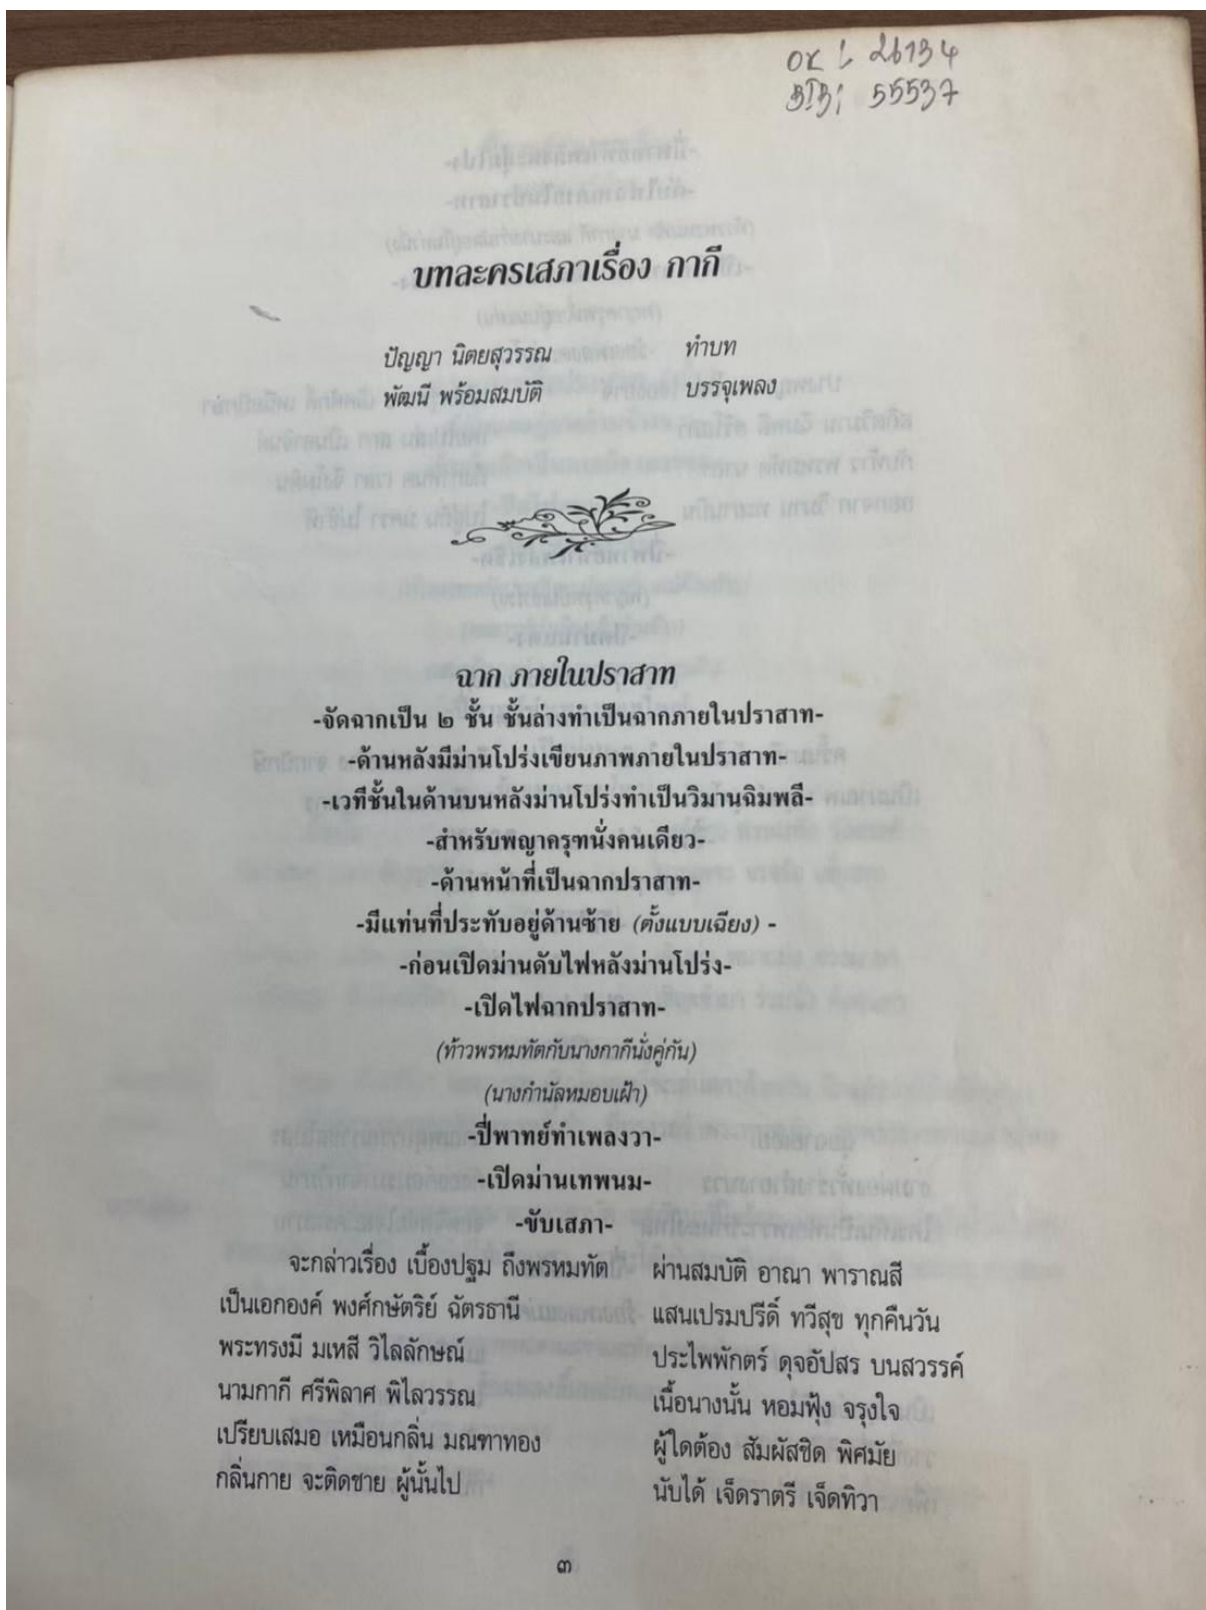 OR : 26134
BIB: 55537
บทละครเสภาเรื่อง กากี
ปัญญา นิตยสุวรรณ ทำบท
พัฒนี พร้อมสมบัติ บรรจุเพลง
ฉาก ภายในปราสาท
-จัดฉากเป็น ๒ ชั้น ชั้นล่างทำเป็นฉากภายในปราสาท-
-ด้านหลังมีม่านโปร่งเขียนภาพภายในปราสาท-
-เวทีชั้นในด้านบนหลังม่านโปร่งทำเป็นวิมานฉิมพลี-
-สำหรับพญาครุฑนั่งคนเดียว-
-ด้านหน้าที่เป็นฉากปราสาท-
-มีแท่นที่ประทับอยู่ด้านซ้าย (ตั้งแบบเฉียง) -
-ก่อนเปิดม่านดับไฟหลังม่านโปร่ง-
-เปิดไฟฉากปราสาท-
(ท้าวพรหมทัตกับนางกากีนั่งคู่กัน)
(นางกำนัลหมอบเฝ้า)
-ปี่พาทย์ทำเพลงวา-
-เปิดม่านเทพนม-
-ขับเสภา-
จะกล่าวเรื่อง เบื้องปฐม ถึงพรหมทัต ผ่านสมบัติ อาณา พาราณสี
เป็นเอกองค์ พงศ์กษัตริย์ ฉัตรธานี แสนเปรมปรีดิ์ ทวีสุข ทุกคืนวัน
พระทรงมี มเหสี วิไลลักษณ์ ประไพพักตร์ ดุจอัปสร บนสวรรค์
นามกากี ศรีพิลาศ พิไลวรรณ เนื้อนางนั้น หอมฟุ้ง จรุงใจ
เปรียบเสมอ เหมือนกลิ่น มณฑาทอง ผู้ใดต้อง สัมผัสชิด พิศมัย
กลิ่นกาย จะติดชาย ผู้นั้นไป นับได้ เจ็ดราตรี เจ็ดทิวา
๓